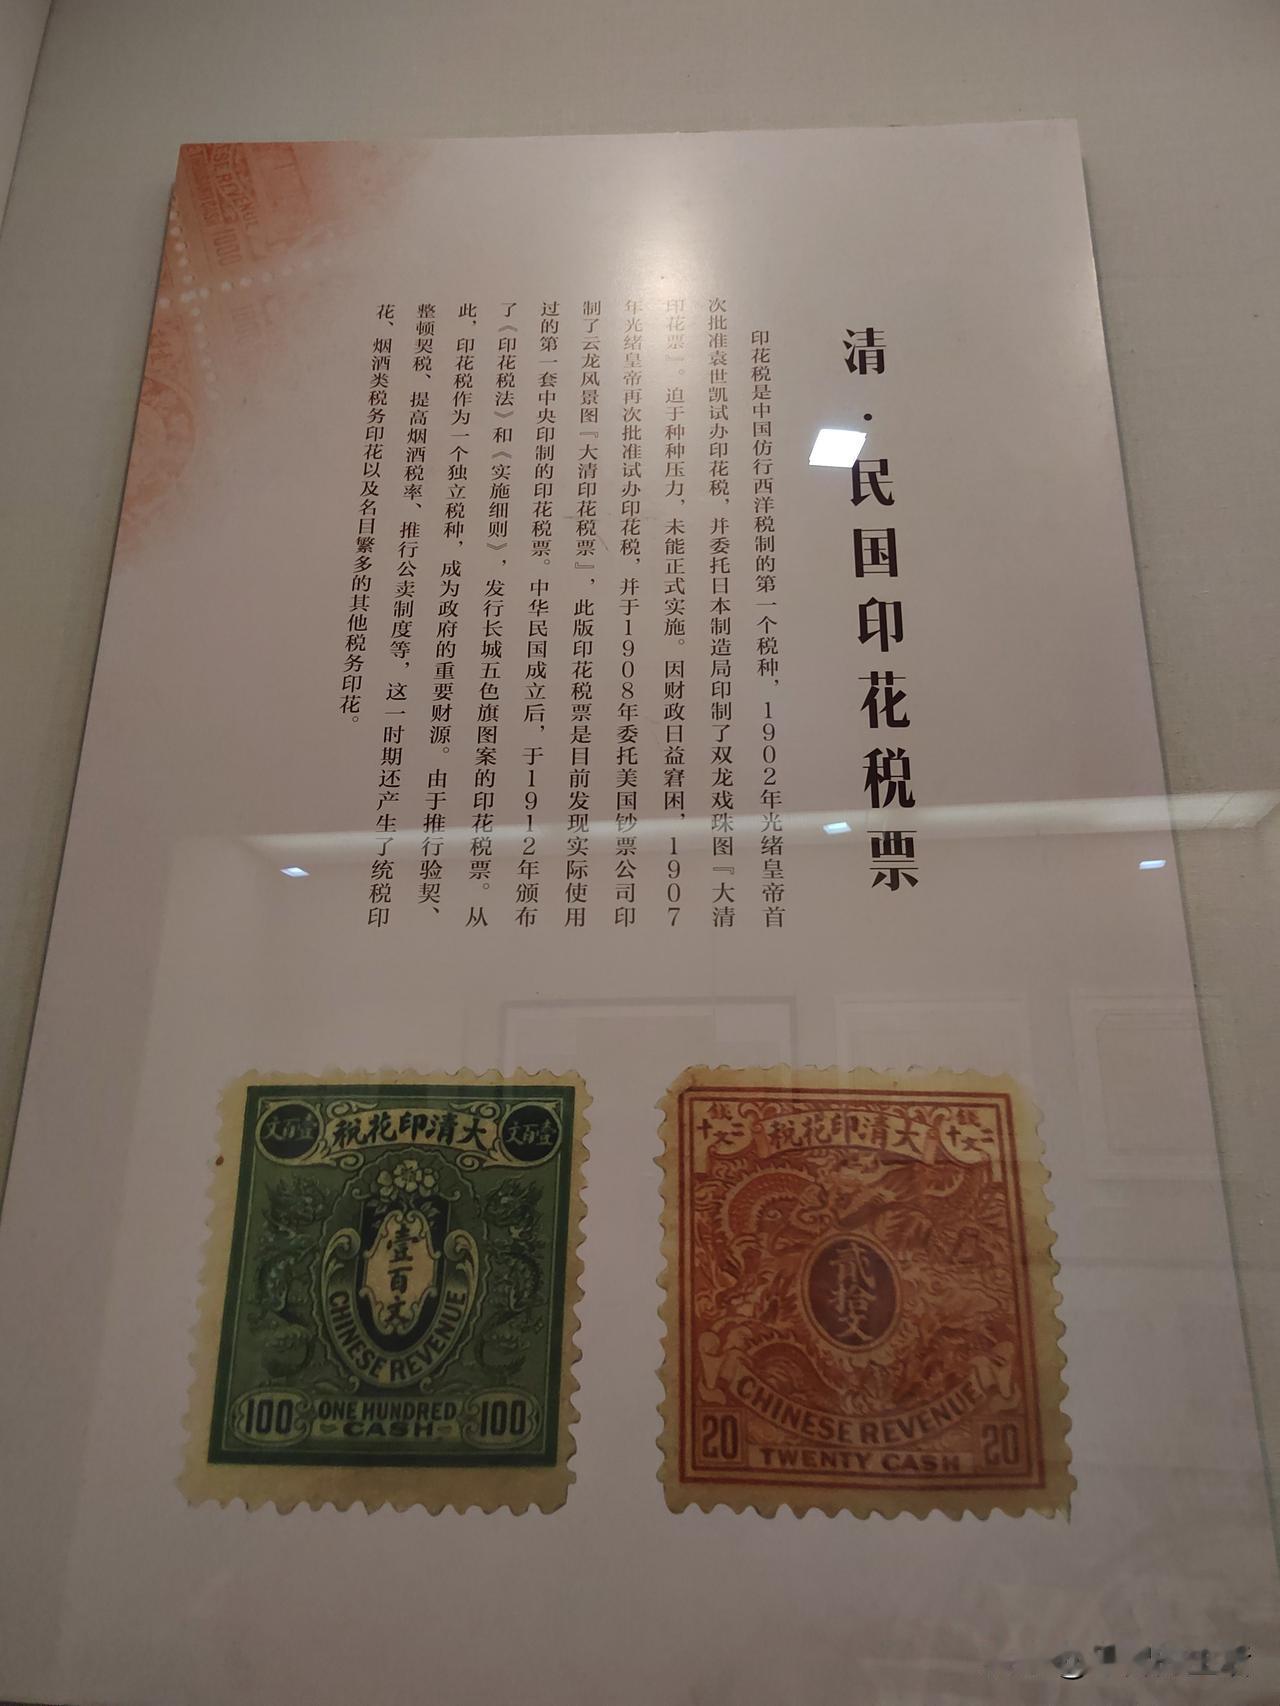 清·民国印花税票
印花税是中国仿行西洋税制的第一个税种，1902年光绪皇帝首
次批准袁世凯试办印花税，并委托日本制造局印制了双龙戏珠图『大清
印花票』。迫于种种压力，未能正式实施。因财政日益窘困，1907
年光绪皇帝再次批准试办印花税，并于1908年委托美国钞票公司印
制了云龙风景图『大清印花税票』，此版印花税票是目前发现实际使用
过的第一套中央印制的印花税票。中华民国成立后，于1912年颁布
了《印花税法》和《实施细则》，发行长城五色旗图案的印花税票。从
此，印花税作为一个独立税种，成为政府的重要财源。由于推行验契、
整顿契税、提高烟酒税率、推行公卖制度等，这一时期还产生了统税印
花、烟酒类税务印花以及名目繁多的其他税务印花。
大清印花税
壹百文
壹百文
壹百文
CHINESE REVENUE
100 ONE HUNDRED 100
CASH
大清印花税
二十文錢
二十文錢
贰拾文
CHINESE REVENUE
20 20
TWENTY CASH
CHINESE REVENUE
1000